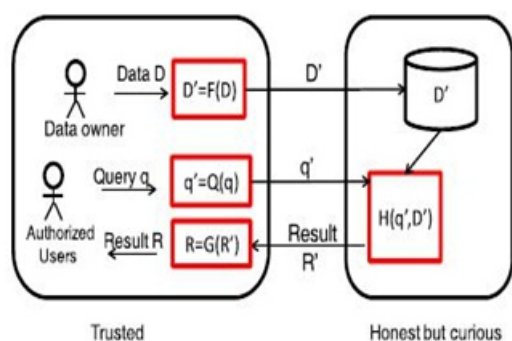 Data D
D'=F(D)
D'
D'
Data owner
Query q
q'=Q(q)
q'
H(q',D')
Authorized
Users
Result R
R=G(R')
Result
R'
Trusted
Honest but curious